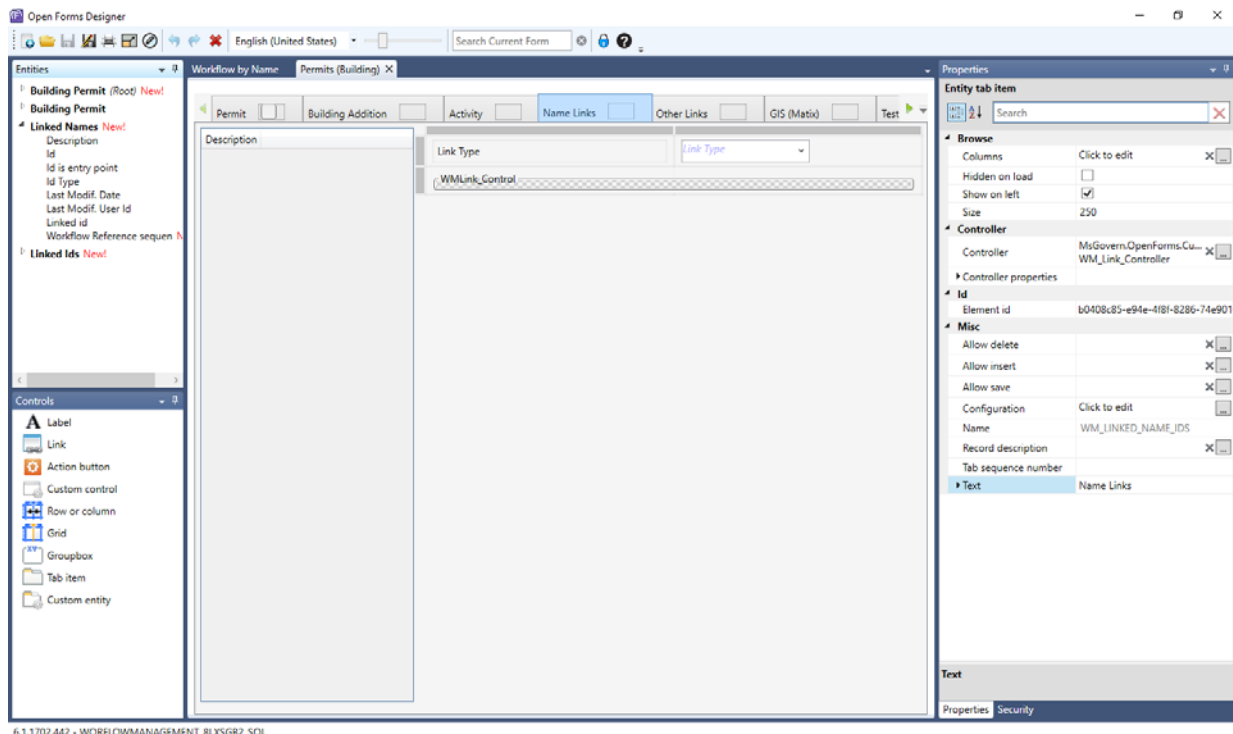 Open Forms Designer
English (United States)
Search Current Form
Entities
Building Permit (Root) New!
Building Permit
Linked Names New!
Description
Id
Id is entry point
Id Type
Last Modif. Date
Last Modif. User Id
Linked id
Workflow Reference sequen N
Linked Ids New!
Controls
Label
Link
Action button
Custom control
Row or column
Grid
Groupbox
Tab item
Custom entity
Workflow by Name
Permits (Building)
Permit
Building Addition
Activity
Name Links
Other Links
GIS (Matix)
Test
Description
Link Type
Link Type
WMLink_Control
Properties
Entity tab item
Search
Browse
Columns Click to edit
Hidden on load
Show on left
Size 250
Controller
Controller MsGovern.OpenForms.Cu...
WM_Link_Controller
Controller properties
Id
Element id b0408c85-e94e-4f8f-8286-74e901
Misc
Allow delete
Allow insert
Allow save
Configuration Click to edit
Name WM_LINKED_NAME_IDS
Record description
Tab sequence number
Text Name Links
Text
Properties Security
6.1.1702.442 - WORFLOWMANAGEMENT_8LXSGB2_SQL